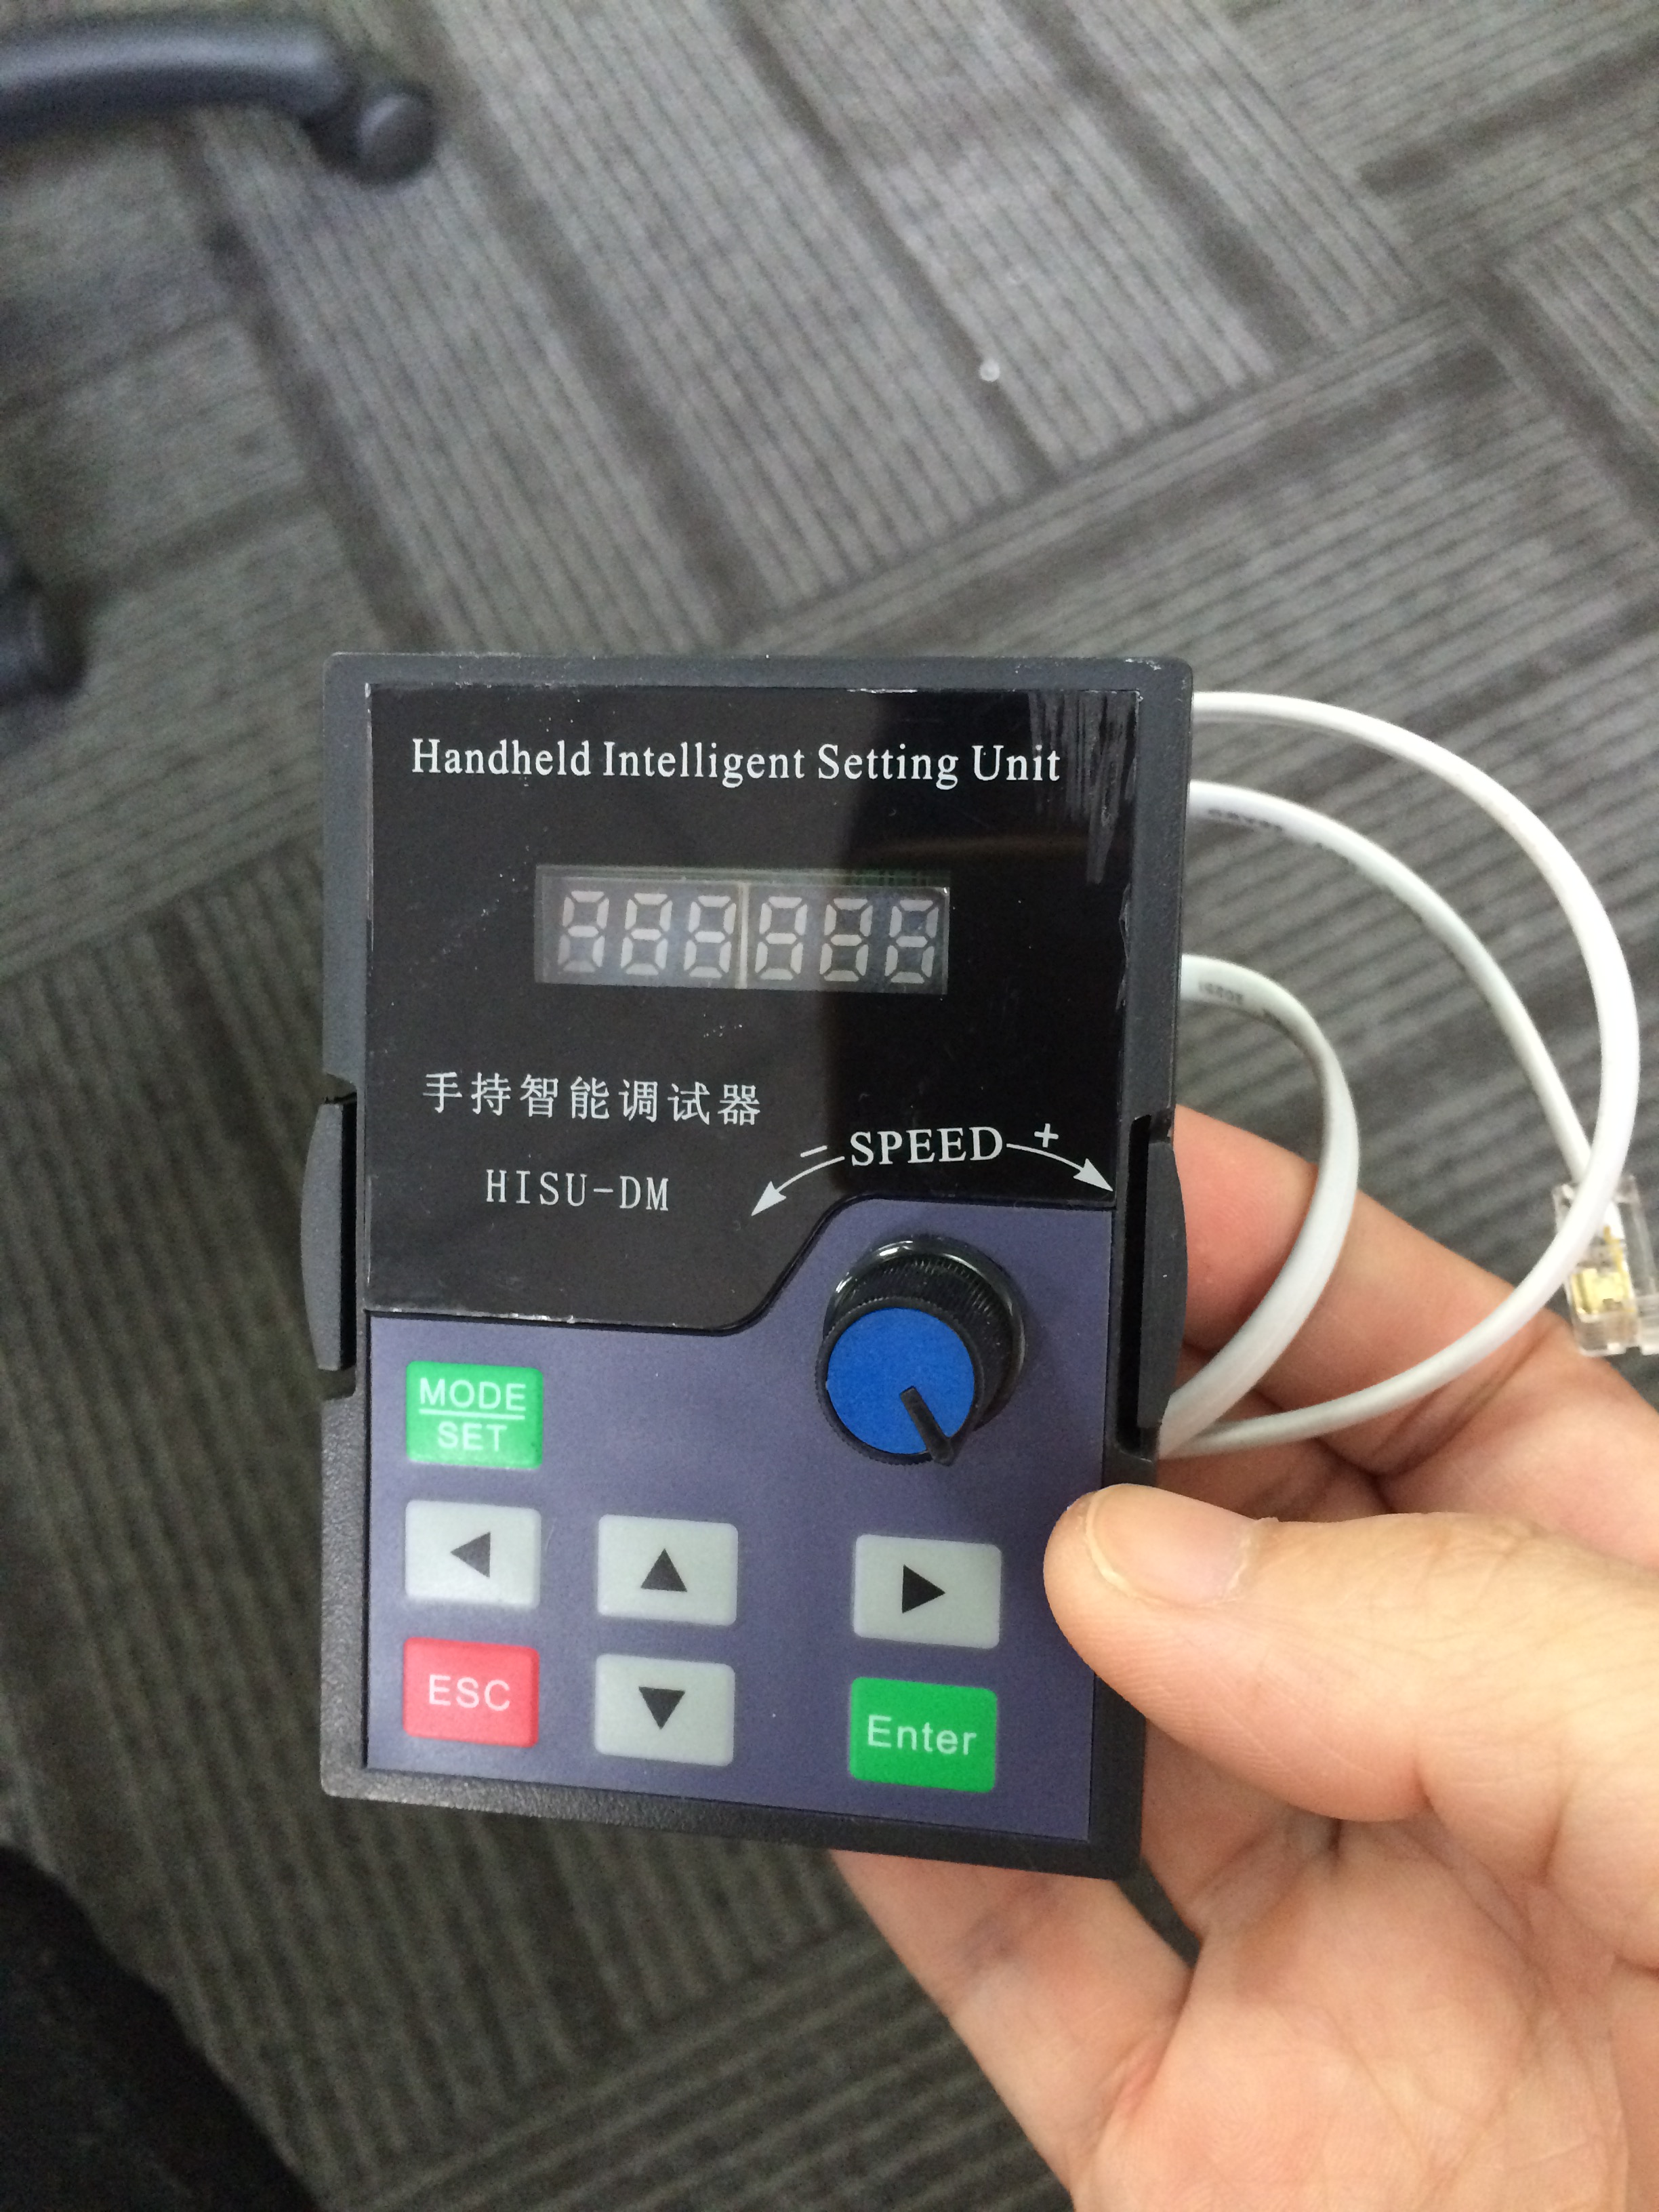 Handheld Intelligent Setting Unit
手持智能调试器
HISU-DM
- SPEED +
MODE
SET
ESC
Enter